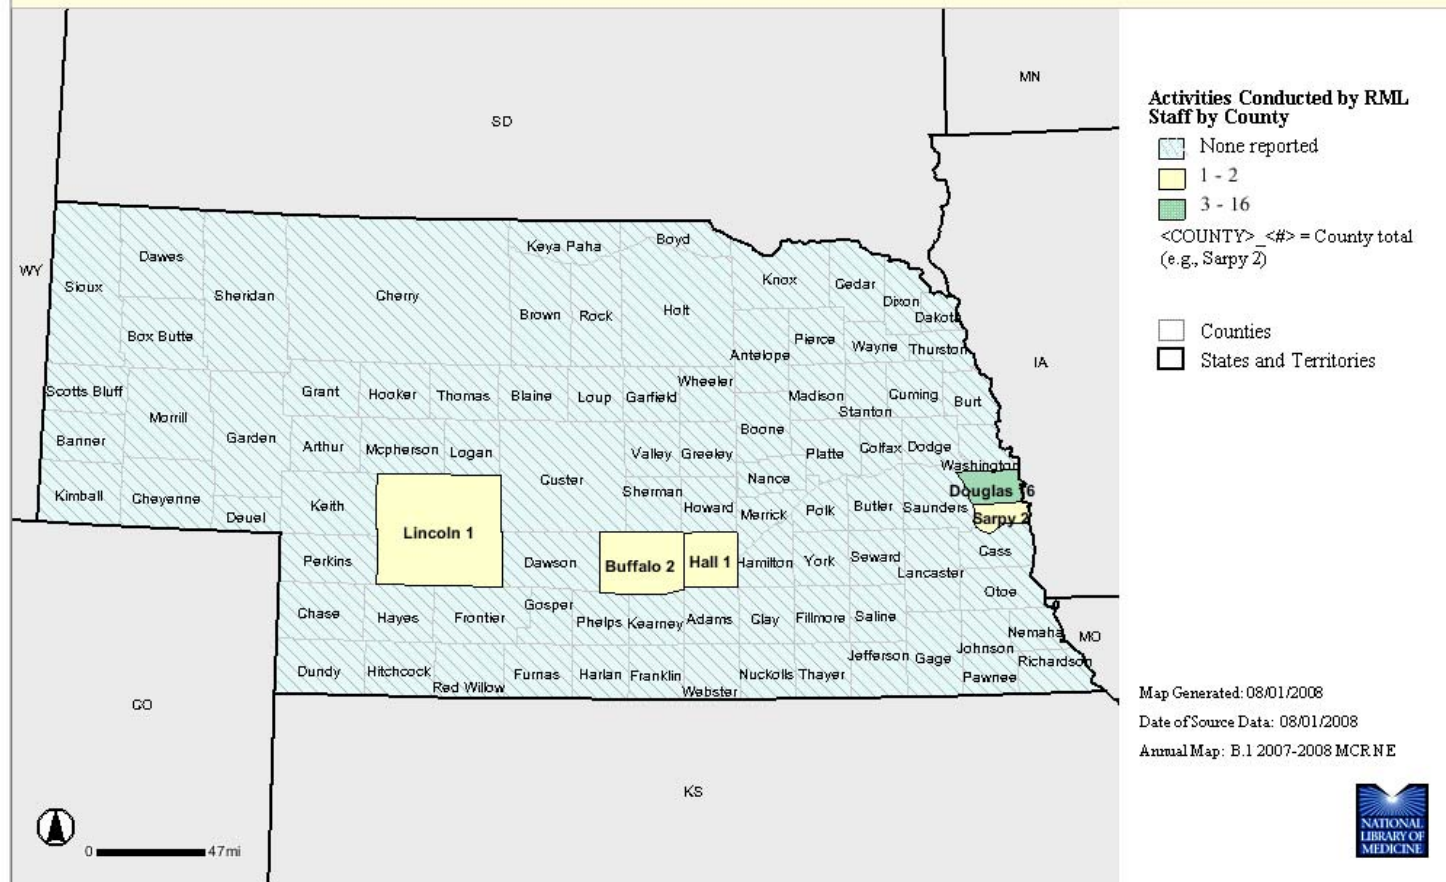 MN
SD
WY
Keya Paha
Boyd
Dawes
Knox
Cedar
Sioux
Sheridan
Cherry
Dixon
Holt
Brown
Rock
Dakota
Box Butte
Pierce
Wayne
Thurston
Antelope
IA
Scotts Bluff
Grant
Hooker
Thomas
Blaine
Loup
Garfield
Wheeler
Madison
Cuming
Burt
Stanton
Morrill
Boone
Banner
Garden
Arthur
Mcpherson
Logan
Valley
Greeley
Platte
Colfax
Dodge
Washington
Custer
Nance
Kimball
Cheyenne
Sherman
Douglas 16
Deuel
Keith
Howard
Merrick
Polk
Butler
Saunders
Sarpy 2
Lincoln 1
Perkins
Dawson
Buffalo 2
Hall 1
Hamilton
York
Seward
Cass
Lancaster
Otoe
Chase
Hayes
Frontier
Gosper
Phelps
Kearney
Adams
Clay
Fillmore
Saline
Nemaha
MO
Johnson
Jefferson
Gage
Richardson
Dundy
Hitchcock
Red Willow
Furnas
Harlan
Franklin
Webster
Nuckolls
Thayer
Pawnee
CO
KS
0 47mi
Activities Conducted by RML
Staff by County
None reported
1 - 2
3 - 16
<COUNTY>_<#> = County total
(e.g., Sarpy 2)
Counties
States and Territories
Map Generated: 08/01/2008
Date of Source Data: 08/01/2008
Annual Map: B.1 2007-2008 MCR NE
NATIONAL
LIBRARY OF
MEDICINE